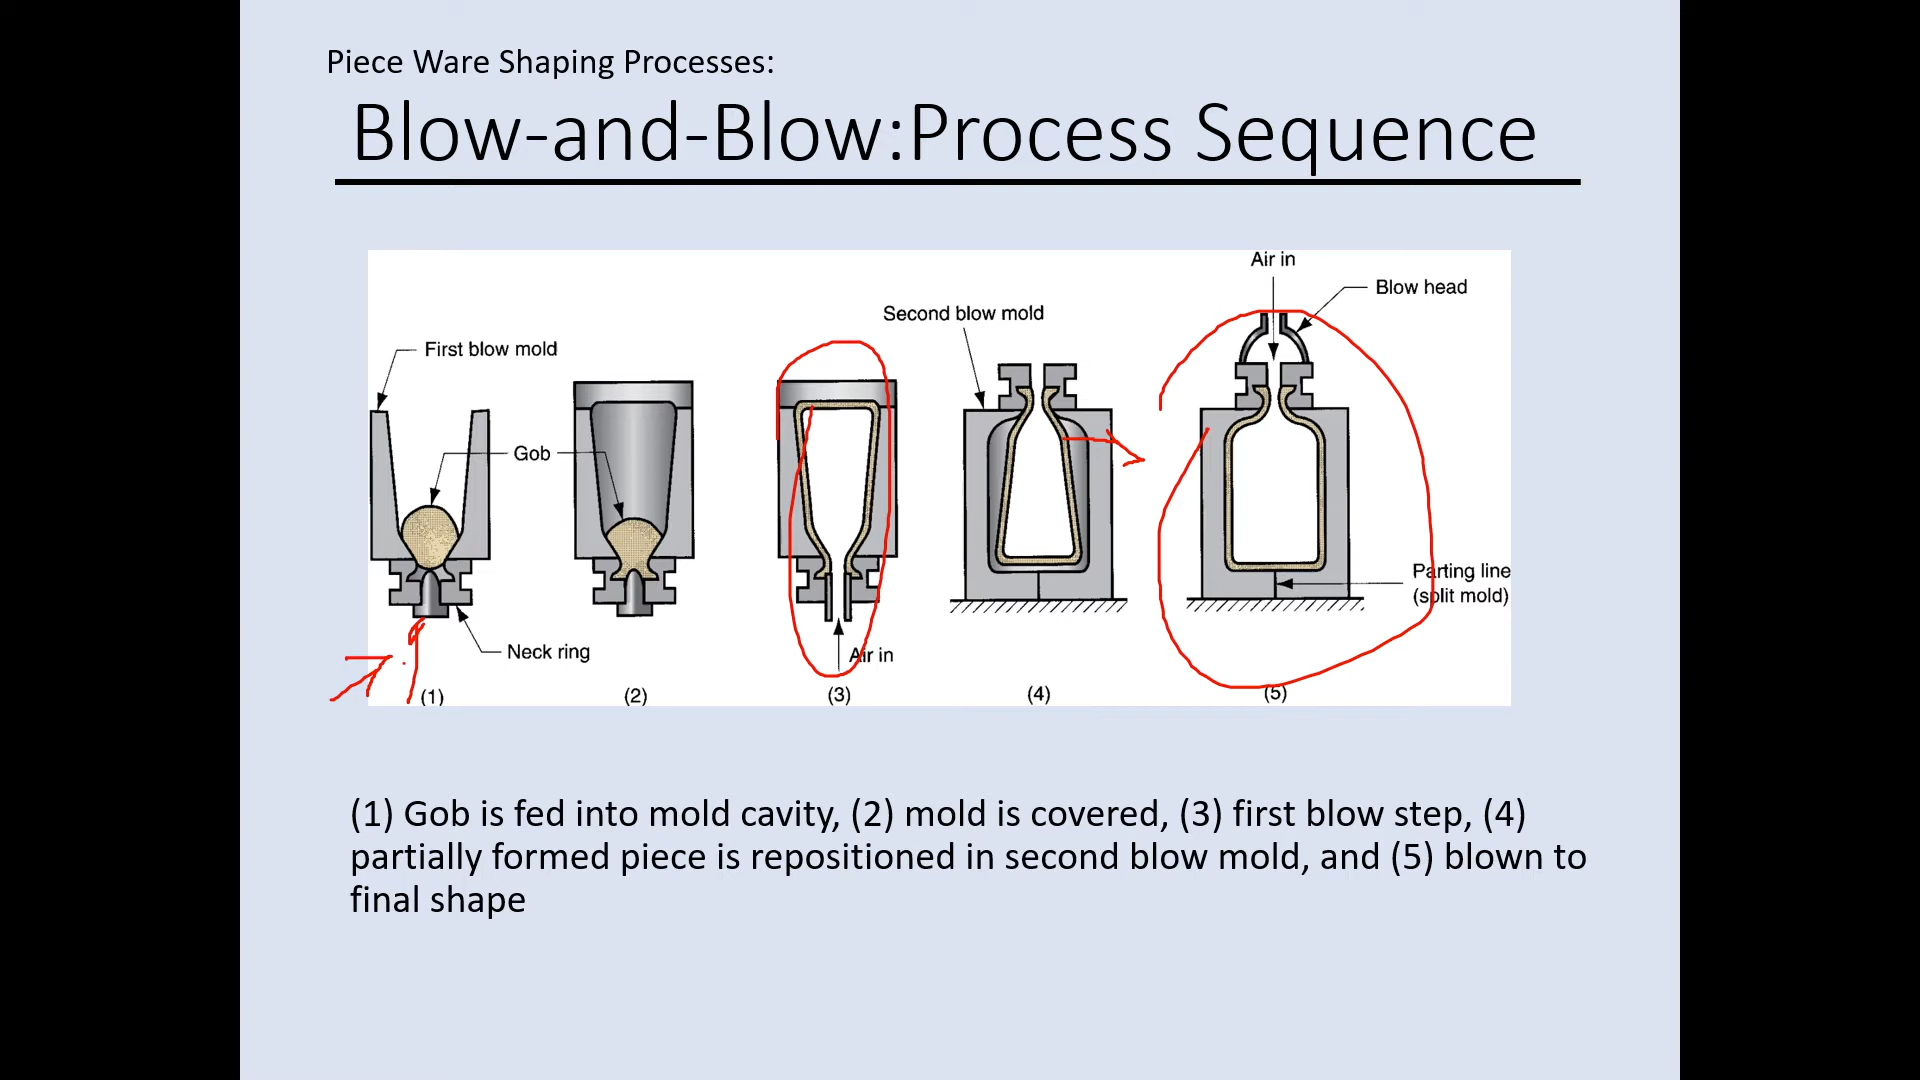 Piece Ware Shaping Processes:
Blow-and-Blow:Process Sequence
Air in
Blow head
Second blow mold
First blow mold
Gob
Parting line
(split mold)
Neck ring
Air in
(1)
(2)
(3)
(4)
(5)
(1) Gob is fed into mold cavity, (2) mold is covered, (3) first blow step, (4)
partially formed piece is repositioned in second blow mold, and (5) blown to
final shape